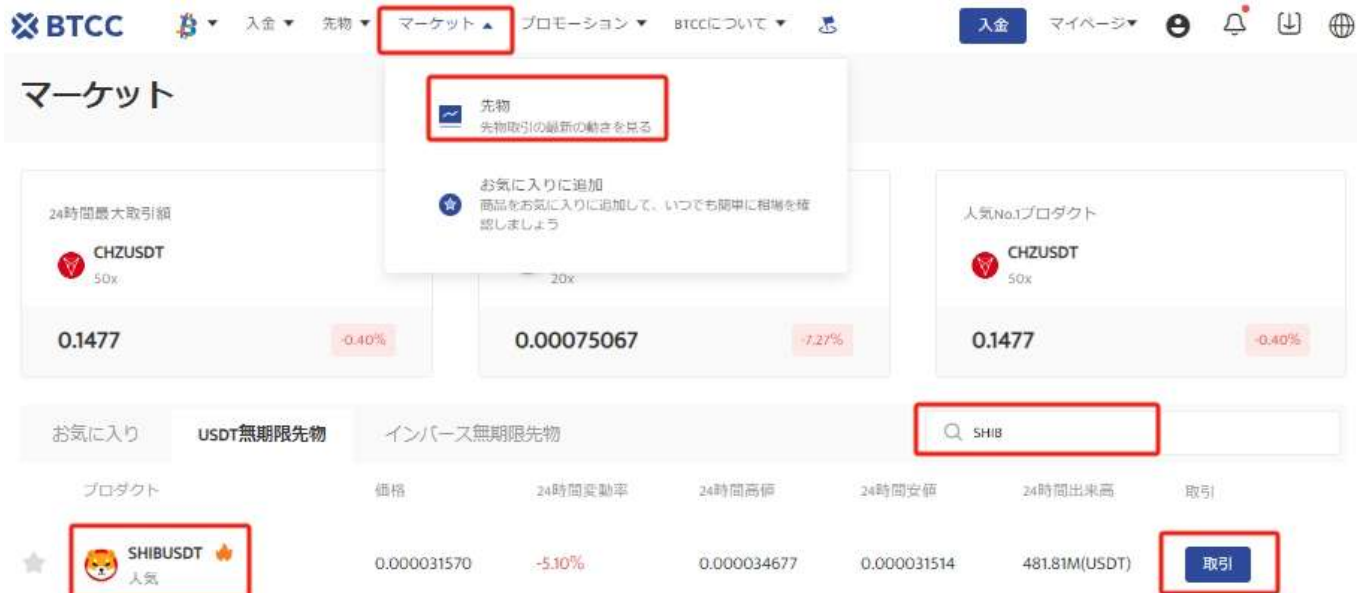 BTCC
入金
先物
マーケット
プロモーション
BTCCについて
入金
マイページ
マーケット
先物
先物取引の最新の動きを見る
お気に入りに追加
商品をお気に入りに追加して、いつでも簡単に相場を確
認しましょう
24時間最大取引額
CHZUSDT
50x
0.1477
-0.40%
20x
0.00075067
-7.27%
人気No.1プロダクト
CHZUSDT
50x
0.1477
-0.40%
お気に入り
USDT無期限先物
インバース無期限先物
SHIB
プロダクト
価格
24時間変動率
24時間高値
24時間安値
24時間出来高
取引
SHIBUSDT
人気
0.000031570
-5.10%
0.000034677
0.000031514
481.81M(USDT)
取引